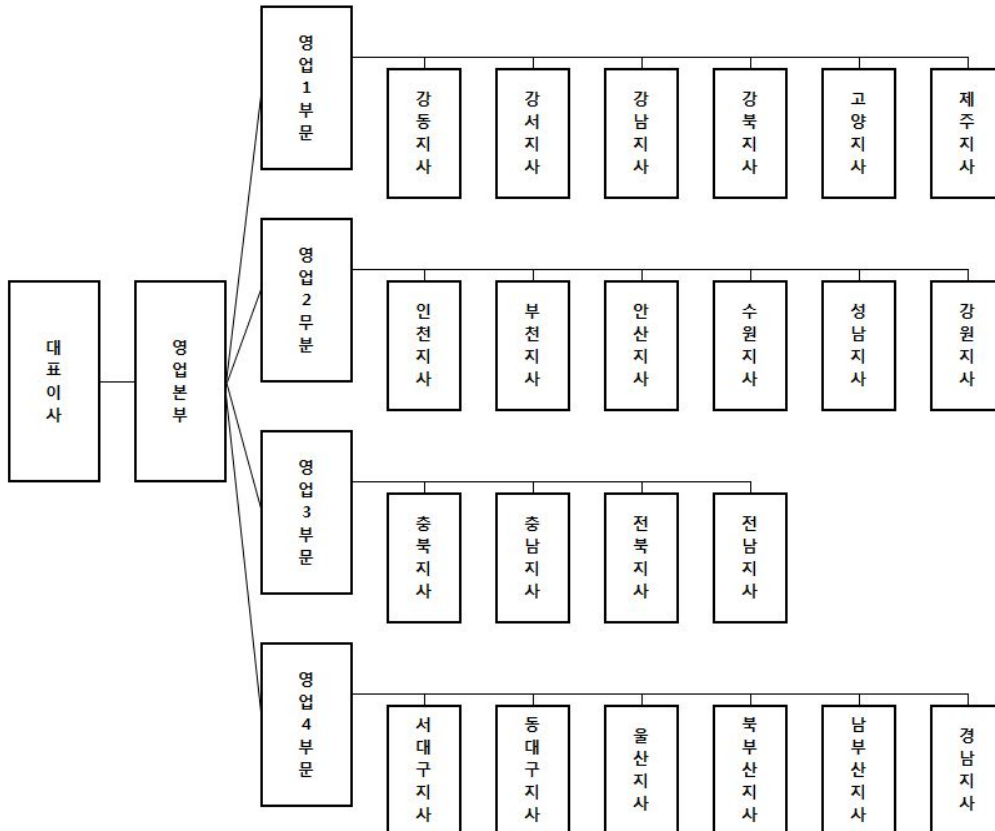 영업1부문
강동지사
강서지사
강남지사
강북지사
고양지사
제주지사
영업2무분
인천지사
부천지사
안산지사
수원지사
성남지사
강원지사
대표이사
영업본부
영업3부문
충북지사
충남지사
전북지사
전남지사
영업4부문
서대구지사
동대구지사
울산지사
북부산지사
남부산지사
경남지사